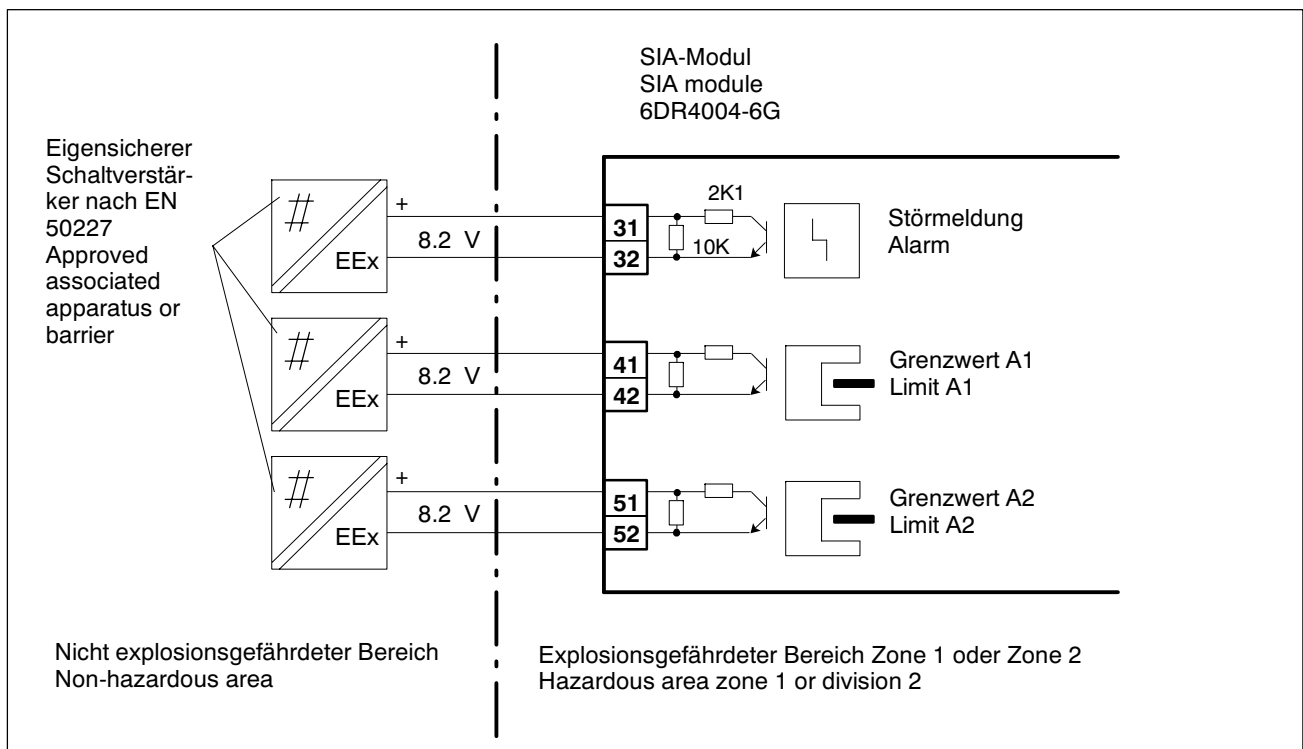 SIA-Modul
SIA module
6DR4004-6G
Eigensicherer
Schaltverstär-
ker nach EN
50227
Approved
associated
apparatus or
barrier
#
EEx
+
8.2 V
31
32
2K1
10K
Störmeldung
Alarm
#
EEx
+
8.2 V
41
42
Grenzwert A1
Limit A1
#
EEx
+
8.2 V
51
52
Grenzwert A2
Limit A2
Nicht explosionsgefährdeter Bereich
Non-hazardous area
Explosionsgefährdeter Bereich Zone 1 oder Zone 2
Hazardous area zone 1 or division 2